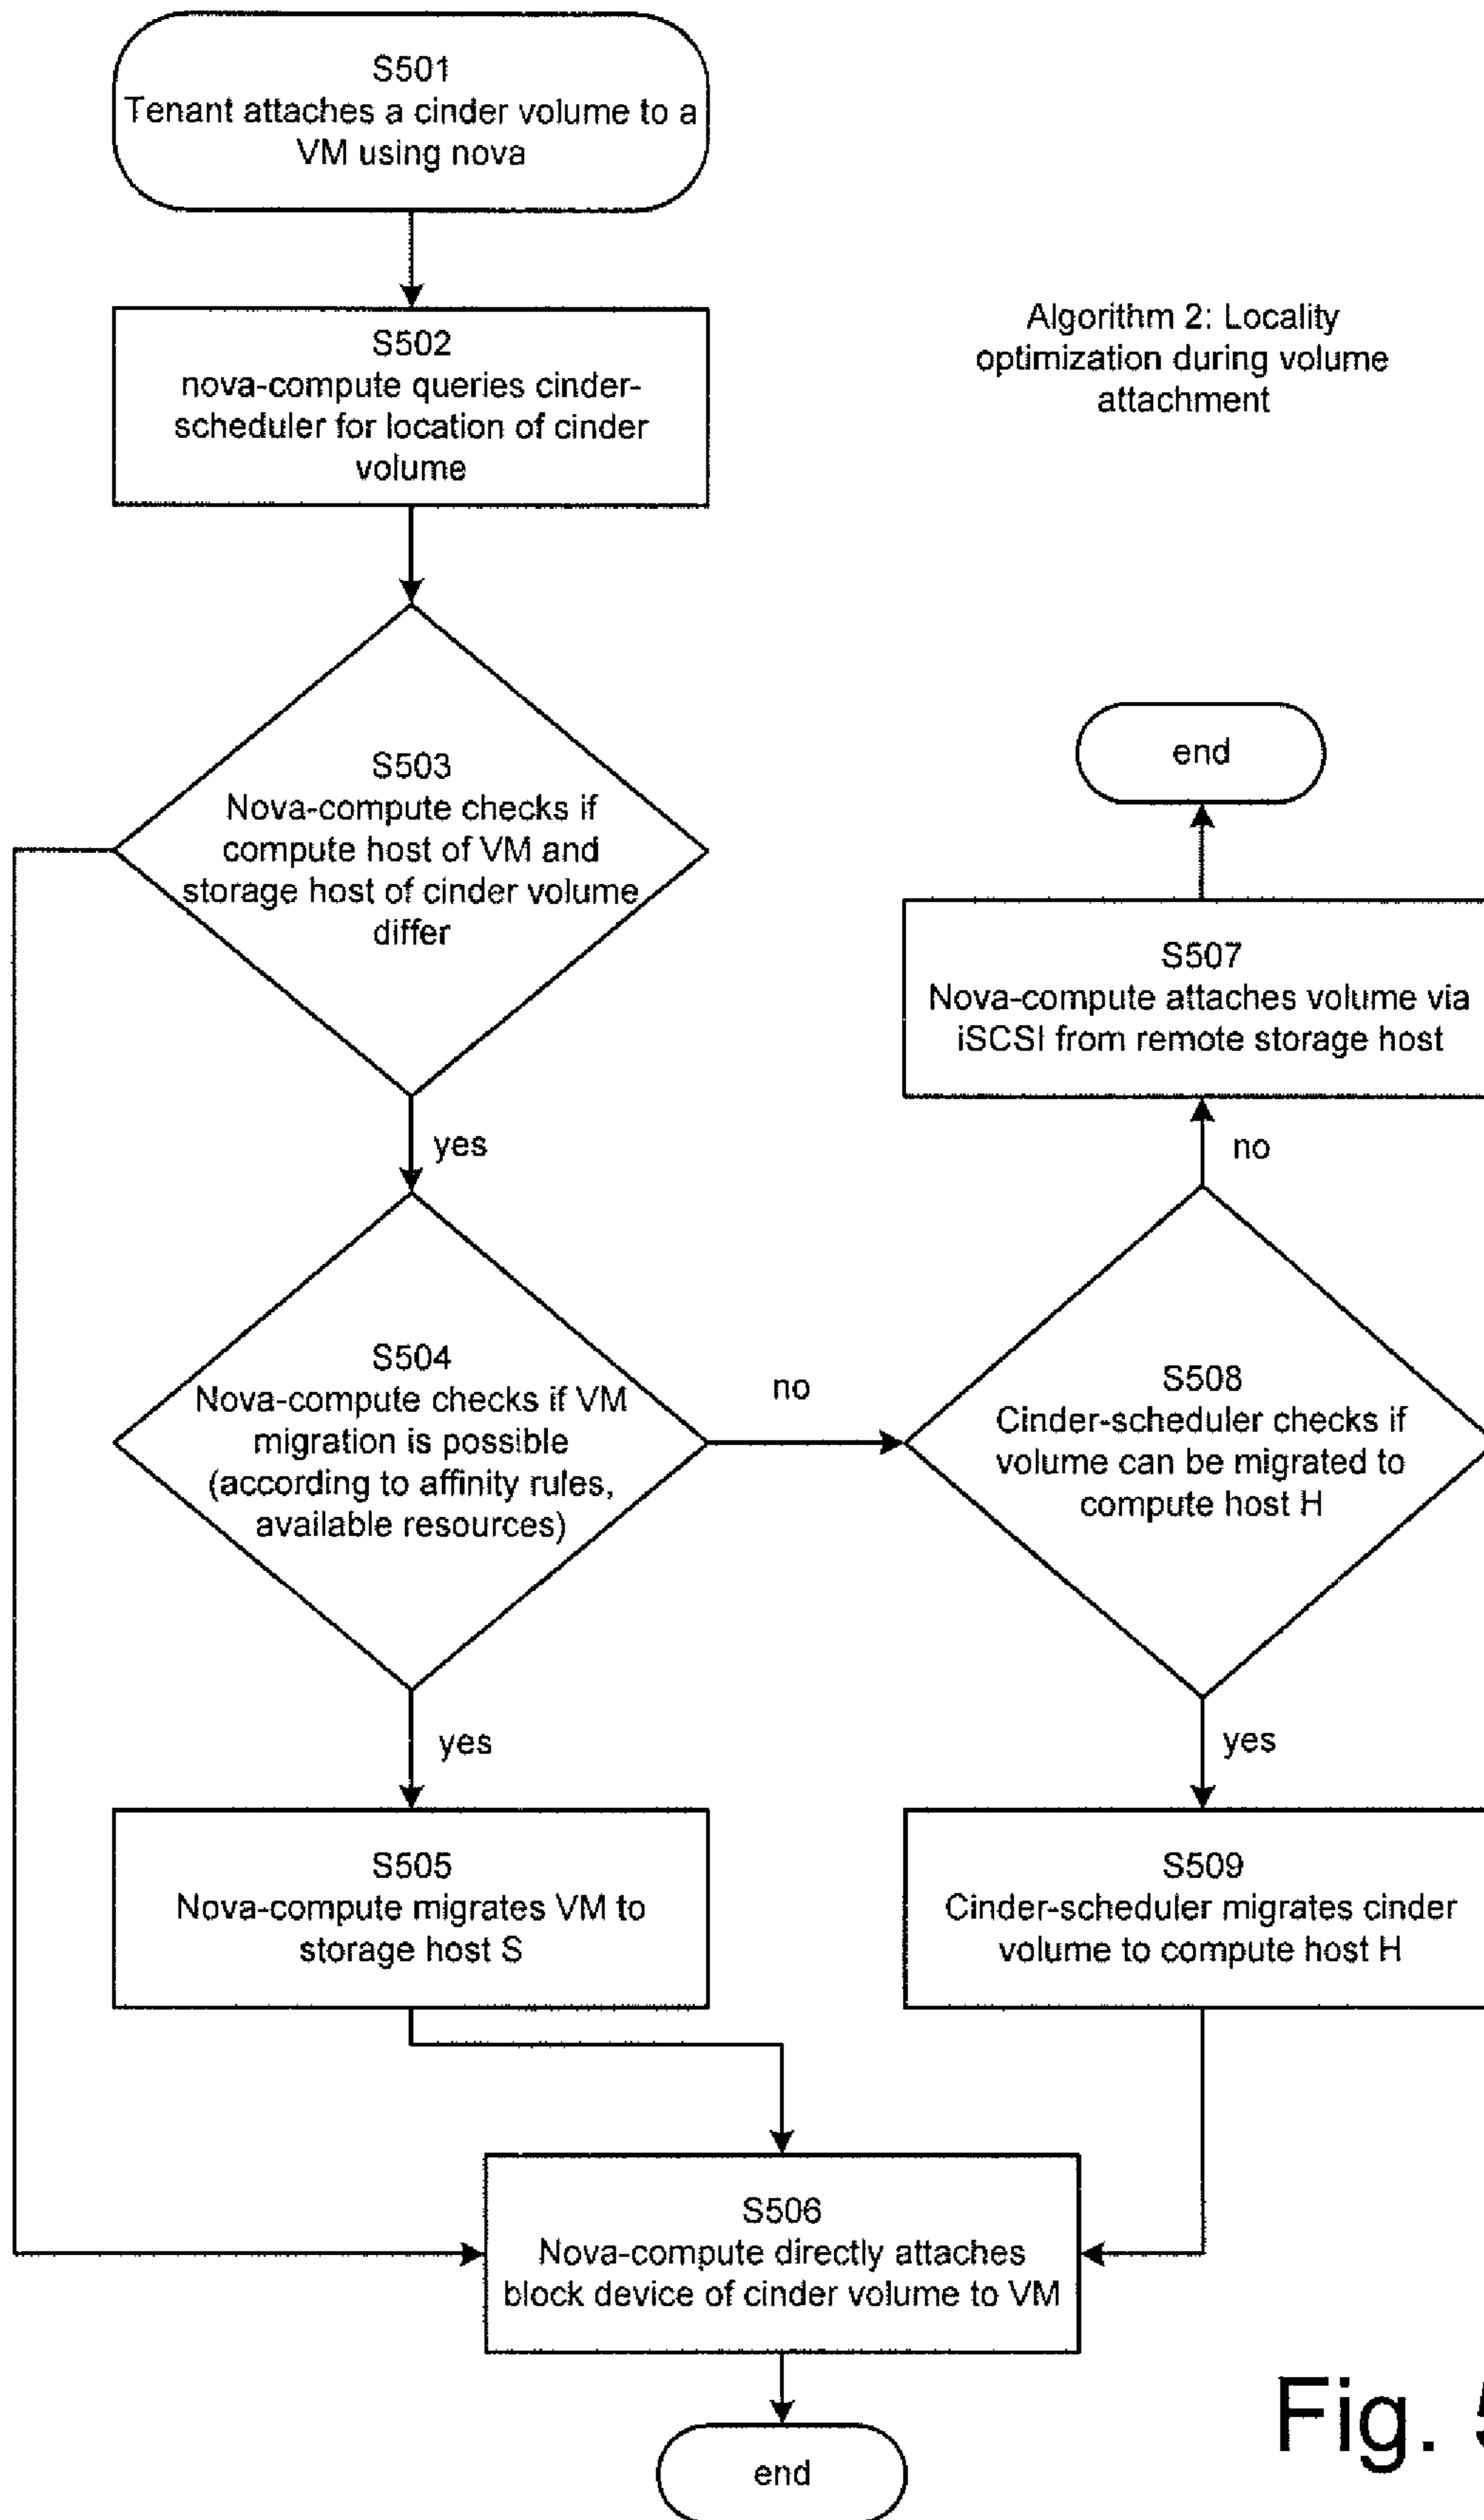 S501
Tenant attaches a cinder volume to a
VM using nova
S502
nova-compute queries cinder-
scheduler for location of cinder
volume
Algorithm 2: Locality
optimization during volume
attachment
S503
Nova-compute checks if
compute host of VM and
storage host of cinder volume
differ
end
S507
Nova-compute attaches volume via
iSCSI from remote storage host
yes
no
S504
Nova-compute checks if VM
migration is possible
(according to affinity rules,
available resources)
no
S508
Cinder-scheduler checks if
volume can be migrated to
compute host H
yes
yes
S505
Nova-compute migrates VM to
storage host S
S509
Cinder-scheduler migrates cinder
volume to compute host H
S506
Nova-compute directly attaches
block device of cinder volume to VM
end
Fig. 5